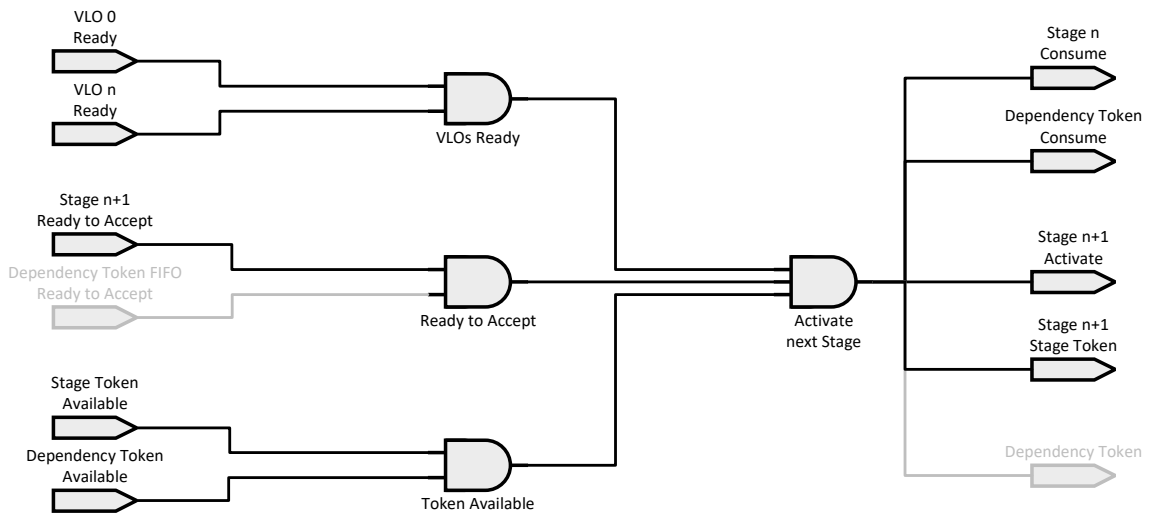 VLO 0
Ready
VLO n
Ready
VLOs Ready
Stage n+1
Ready to Accept
Dependency Token FIFO
Ready to Accept
Ready to Accept
Stage Token
Available
Dependency Token
Available
Token Available
Activate
next Stage
Stage n
Consume
Dependency Token
Consume
Stage n+1
Activate
Stage n+1
Stage Token
Dependency Token